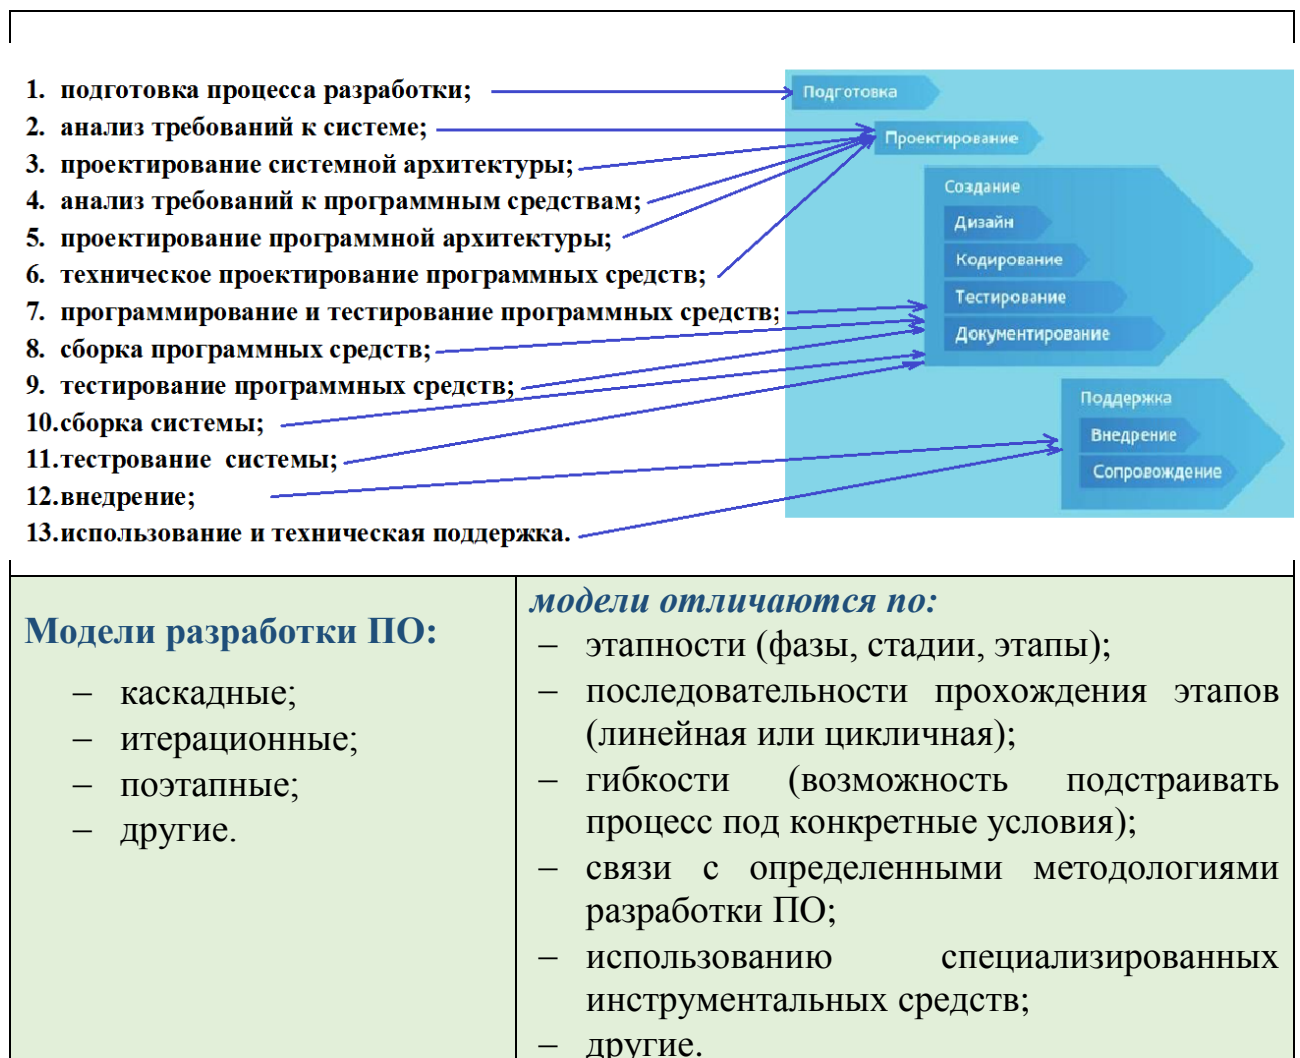 1. подготовка процесса разработки;
2. анализ требований к системе;
3. проектирование системной архитектуры;
4. анализ требований к программным средствам;
5. проектирование программной архитектуры;
6. техническое проектирование программных средств;
7. программирование и тестирование программных средств;
8. сборка программных средств;
9. тестирование программных средств;
10.сборка системы;
11.тестрование системы;
12.внедрение;
13.использование и техническая поддержка.
Подготовка
Проектирование
Создание
Дизайн
Кодирование
Тестирование
Документирование
Поддержка
Внедрение
Сопровождение
Модели разработки ПО:
– каскадные;
– итерационные;
– поэтапные;
– другие.
модели отличаются по:
– этапности (фазы, стадии, этапы);
– последовательности прохождения этапов
(линейная или цикличная);
– гибкости (возможность подстраивать
процесс под конкретные условия);
– связи с определенными методологиями
разработки ПО;
– использованию специализированных
инструментальных средств;
– другие.